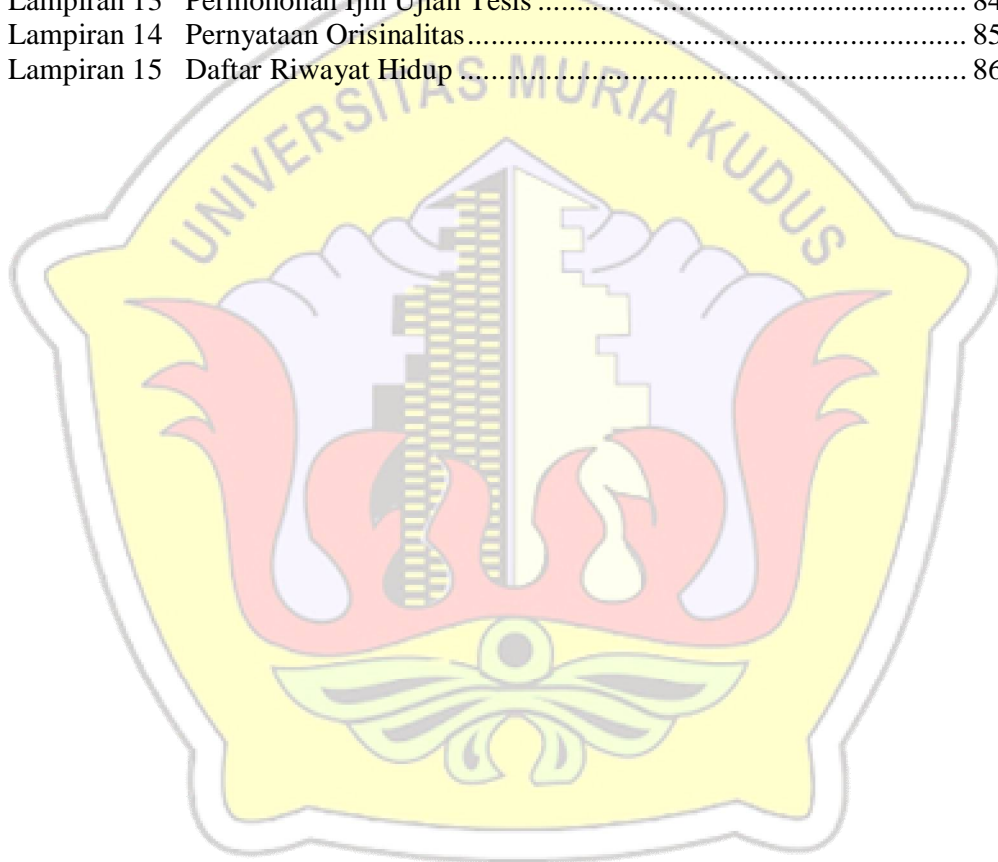 Lampiran 13 Permohonan Ijin Ujian Tesis ........................................................ 84
Lampiran 14 Pernyataan Orisinalitas.................................................................. 85
Lampiran 15 Daftar Riwayat Hidup ................................................................... 86
UNIVERSITAS MURIA KUDUS